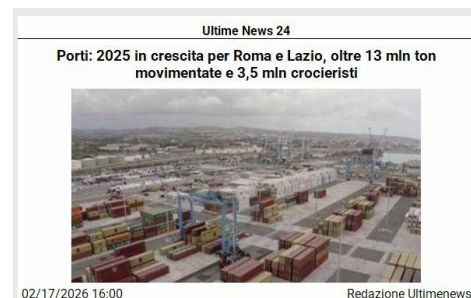 Ultime News 24
Porti: 2025 in crescita per Roma e Lazio, oltre 13 mln ton
movimentate e 3,5 mln crocieristi
02/17/2026 16:00
Redazione Ultimenews